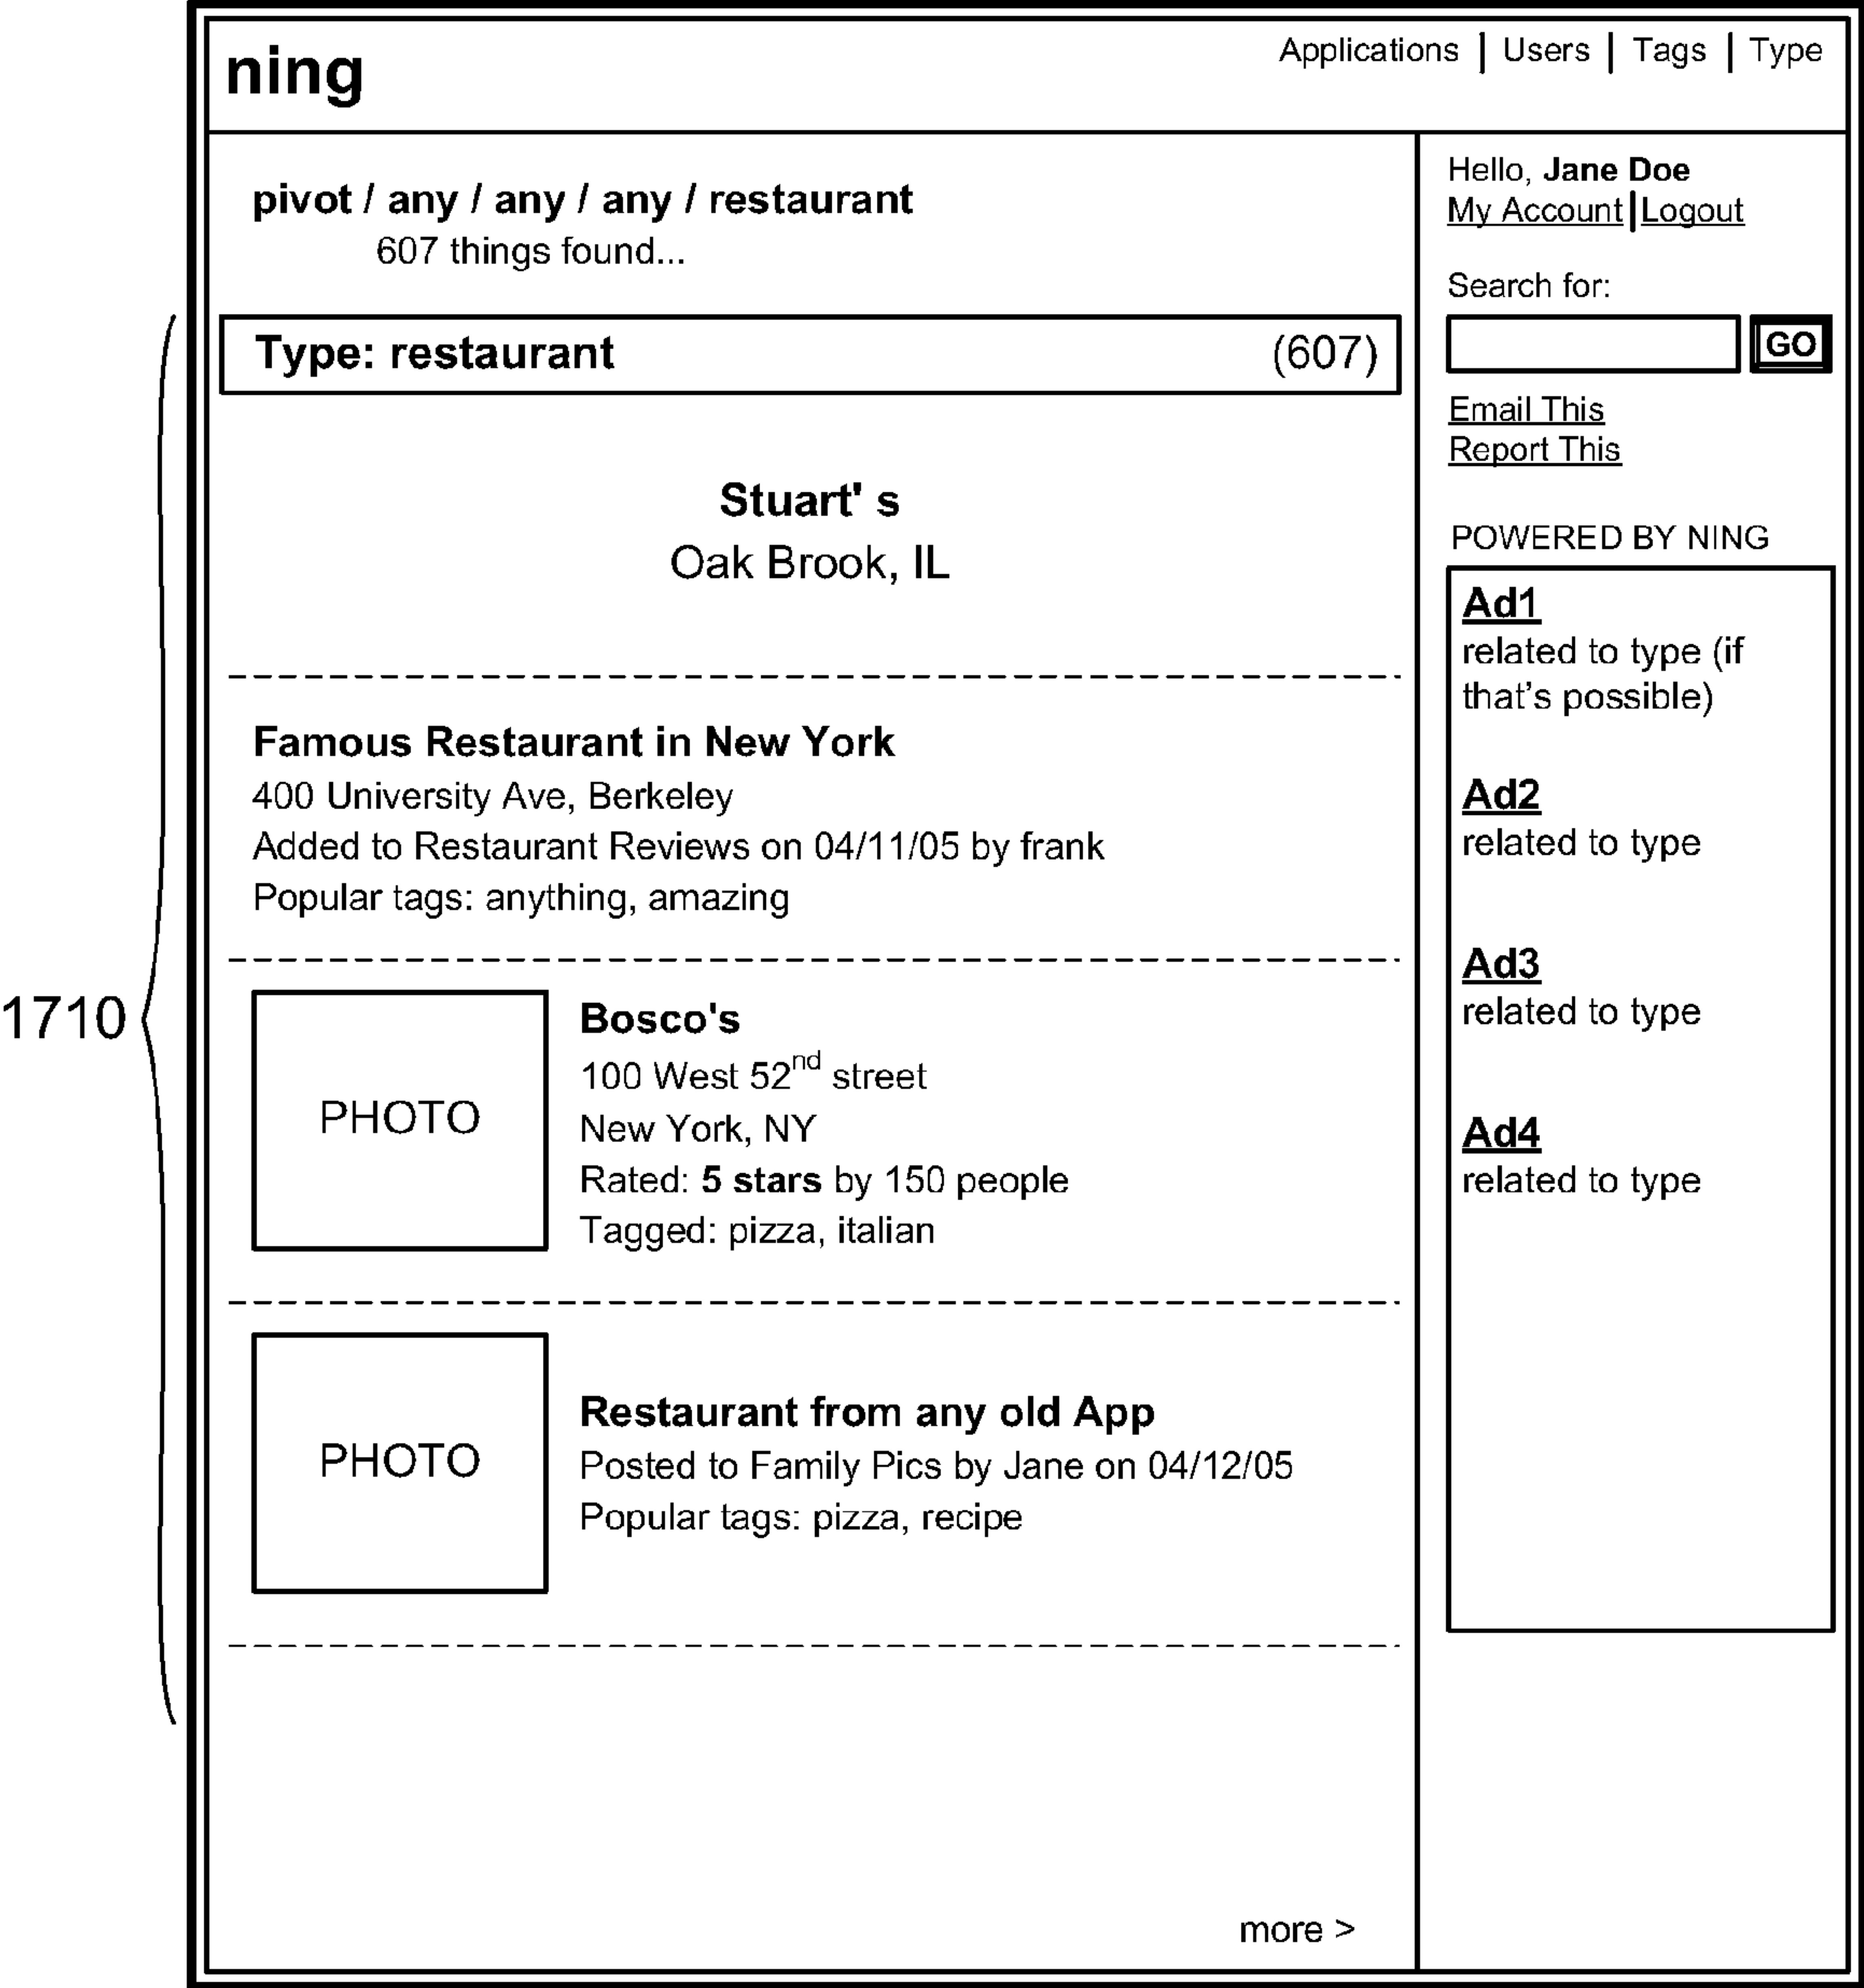 ning
Applications | Users | Tags | Type
pivot / any / any / any / restaurant
607 things found...
Type: restaurant (607)
Stuart' s
Oak Brook, IL
Famous Restaurant in New York
400 University Ave, Berkeley
Added to Restaurant Reviews on 04/11/05 by frank
Popular tags: anything, amazing
1710
PHOTO
Bosco's
100 West 52nd street
New York, NY
Rated: 5 stars by 150 people
Tagged: pizza, italian
PHOTO
Restaurant from any old App
Posted to Family Pics by Jane on 04/12/05
Popular tags: pizza, recipe
more >
Hello, Jane Doe
My Account | Logout
Search for:
GO
Email This
Report This
POWERED BY NING
Ad1
related to type (if
that's possible)
Ad2
related to type
Ad3
related to type
Ad4
related to type